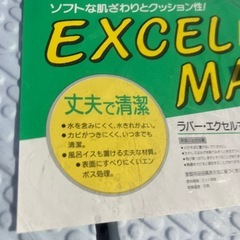 ソフトな肌ざわりとクッション性!
EXCEL
MA
丈夫で清潔
●水を含みにくく、水きれがよい。
●カビがつきにくく、いつまでも
清潔。
●風呂イスも置ける丈夫な材質。
●表面にすべりにくいエン
ボス処理。
ラバー・エクセルマ